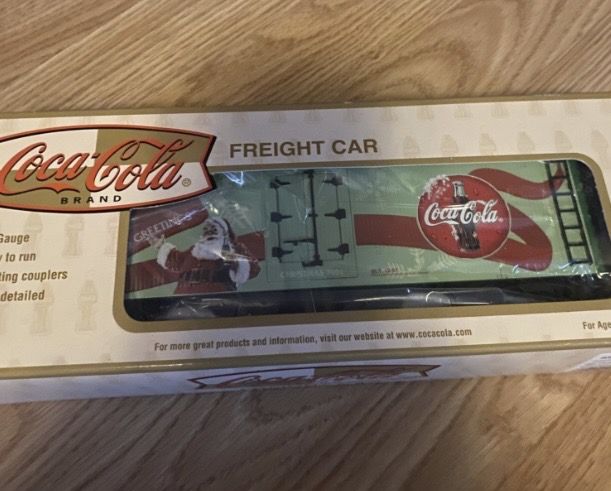 Coca-Cola®
BRAND
FREIGHT CAR
Gauge
to run
ting couplers
detailed
GREETINGS
Coca-Cola
For more great products and information, visit our website at www.cocacola.com
For Age